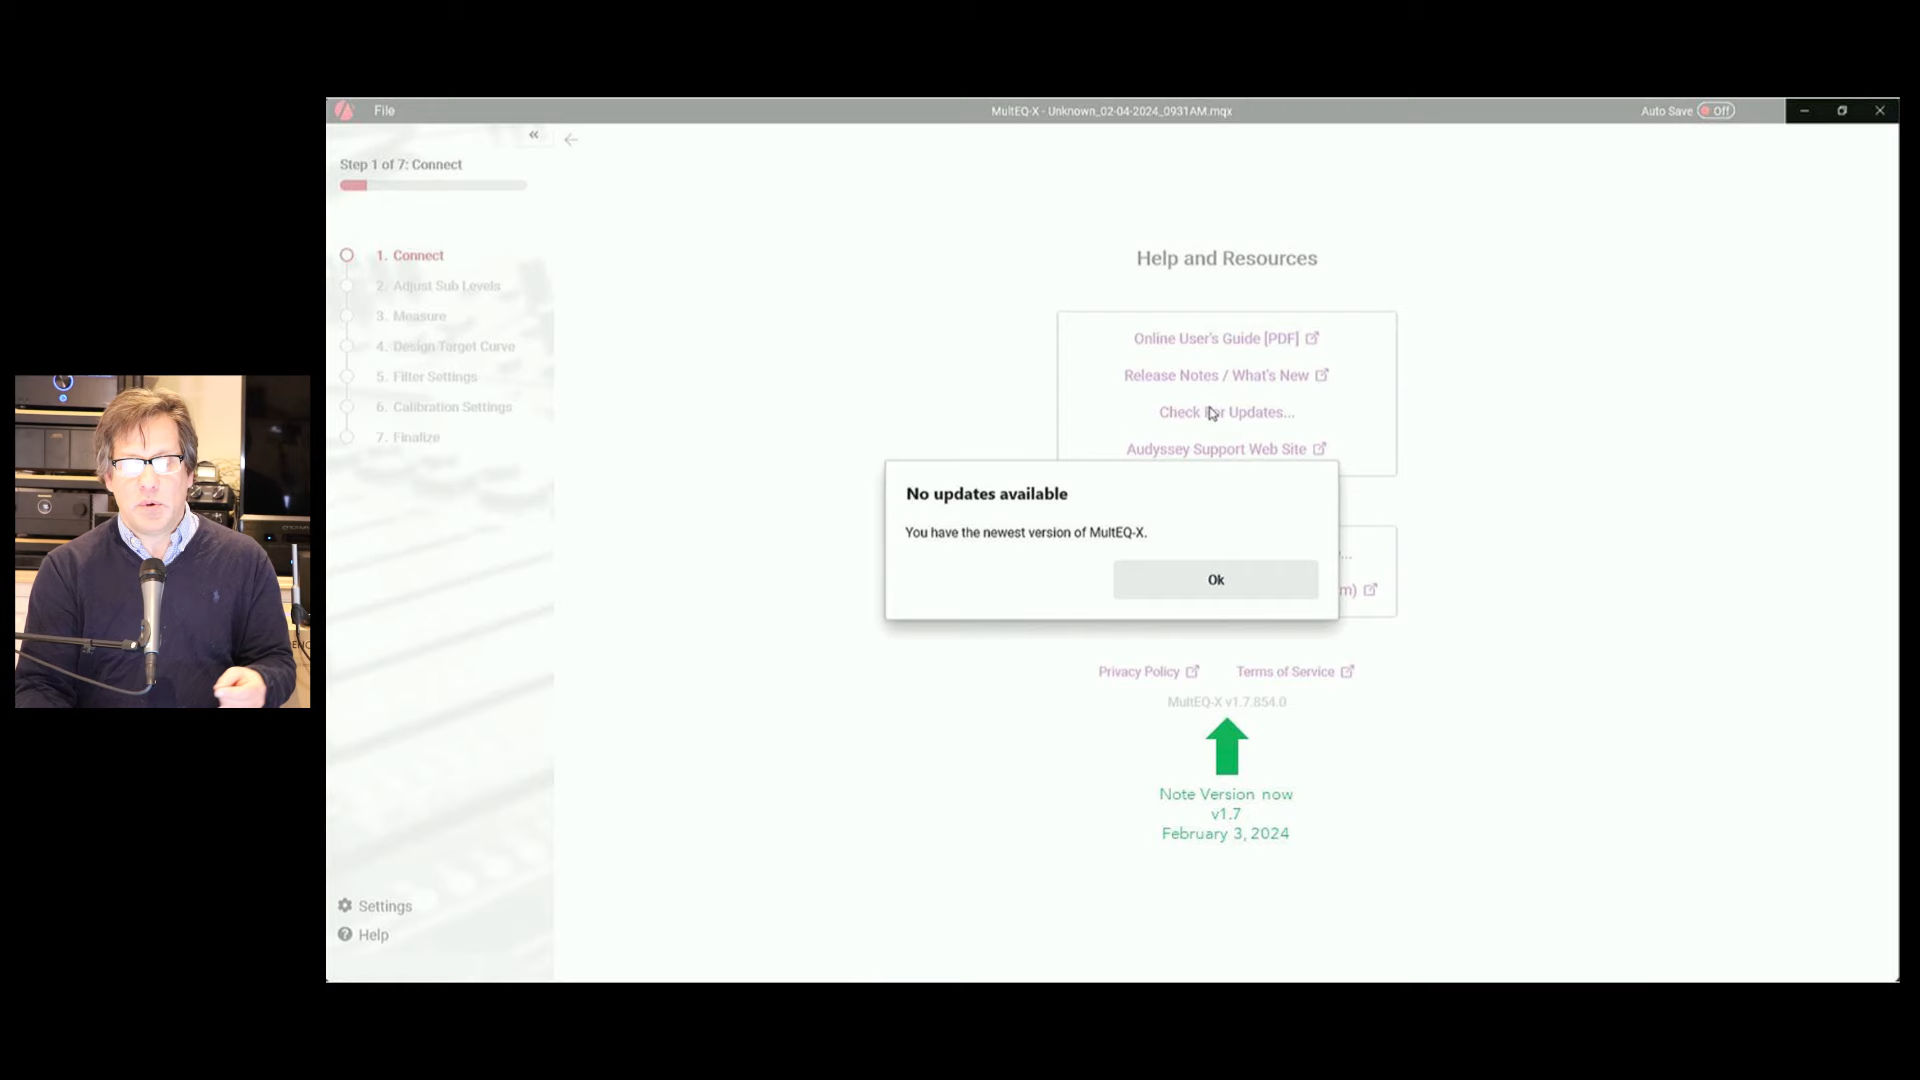 File
MultEQ-X - Unknown_02-04-2024_0931AM.mqx
Auto Save Off
Step 1 of 7: Connect
1. Connect
2. Adjust Sub Levels
3. Measure
4. Design Target Curve
5. Filter Settings
6. Calibration Settings
7. Finalize
Settings
Help
Help and Resources
Online User's Guide [PDF]
Release Notes / What's New
Check For Updates...
Audyssey Support Web Site
No updates available
You have the newest version of MultEQ-X.
Ok
...
m)
Privacy Policy Terms of Service
MultEQ-X v1.7.854.0
Note Version now
v1.7
February 3, 2024